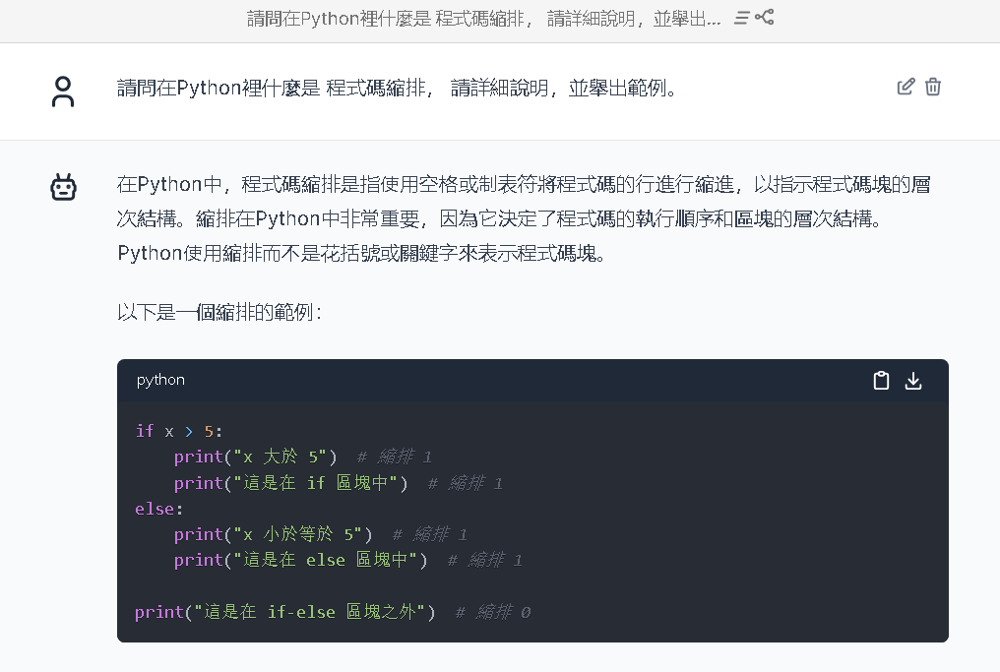 請問在Python裡什麼是 程式碼縮排， 請詳細說明，並舉出...
請問在Python裡什麼是 程式碼縮排， 請詳細說明，並舉出範例。
在Python中，程式碼縮排是指使用空格或制表符將程式碼的行進行縮進，以指示程式碼塊的層
次結構。縮排在Python中非常重要，因為它決定了程式碼的執行順序和區塊的層次結構。
Python使用縮排而不是花括號或關鍵字來表示程式碼塊。
以下是一個縮排的範例：
python
if x > 5:
    print("x 大於 5")  # 縮排 1
    print("這是在 if 區塊中")  # 縮排 1
else:
    print("x 小於等於 5")  # 縮排 1
    print("這是在 else 區塊中")  # 縮排 1
print("這是在 if-else 區塊之外")  # 縮排 0